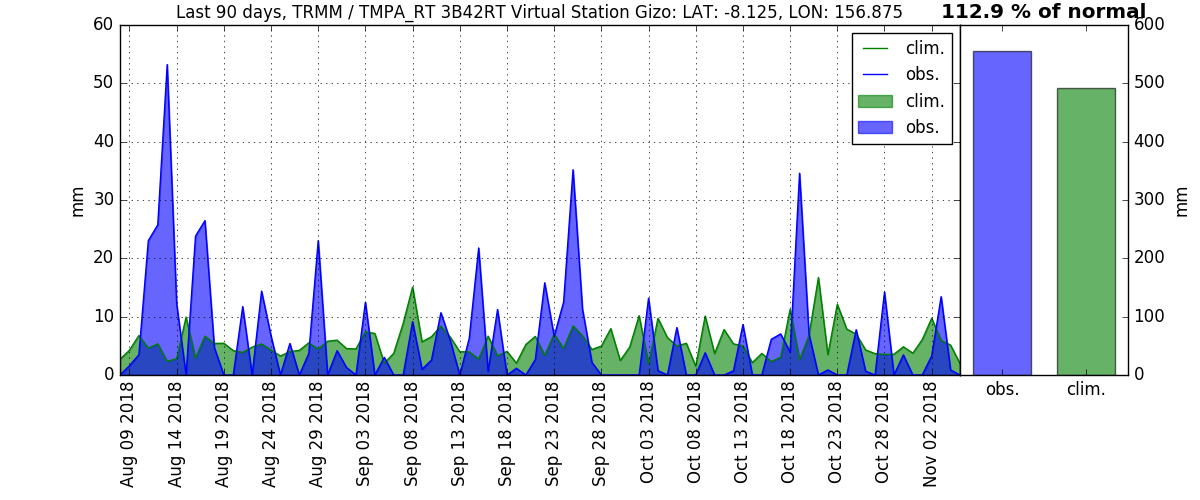 Last 90 days, TRMM / TMPA_RT 3B42RT Virtual Station Gizo: LAT: -8.125, LON: 156.875
112.9 % of normal
clim.
obs.
clim.
obs.
60
50
40
30
20
10
0
mm
600
500
400
300
200
100
0
mm
Aug 09 2018
Aug 14 2018
Aug 19 2018
Aug 24 2018
Aug 29 2018
Sep 03 2018
Sep 08 2018
Sep 13 2018
Sep 18 2018
Sep 23 2018
Sep 28 2018
Oct 03 2018
Oct 08 2018
Oct 13 2018
Oct 18 2018
Oct 23 2018
Oct 28 2018
Nov 02 2018
obs.
clim.